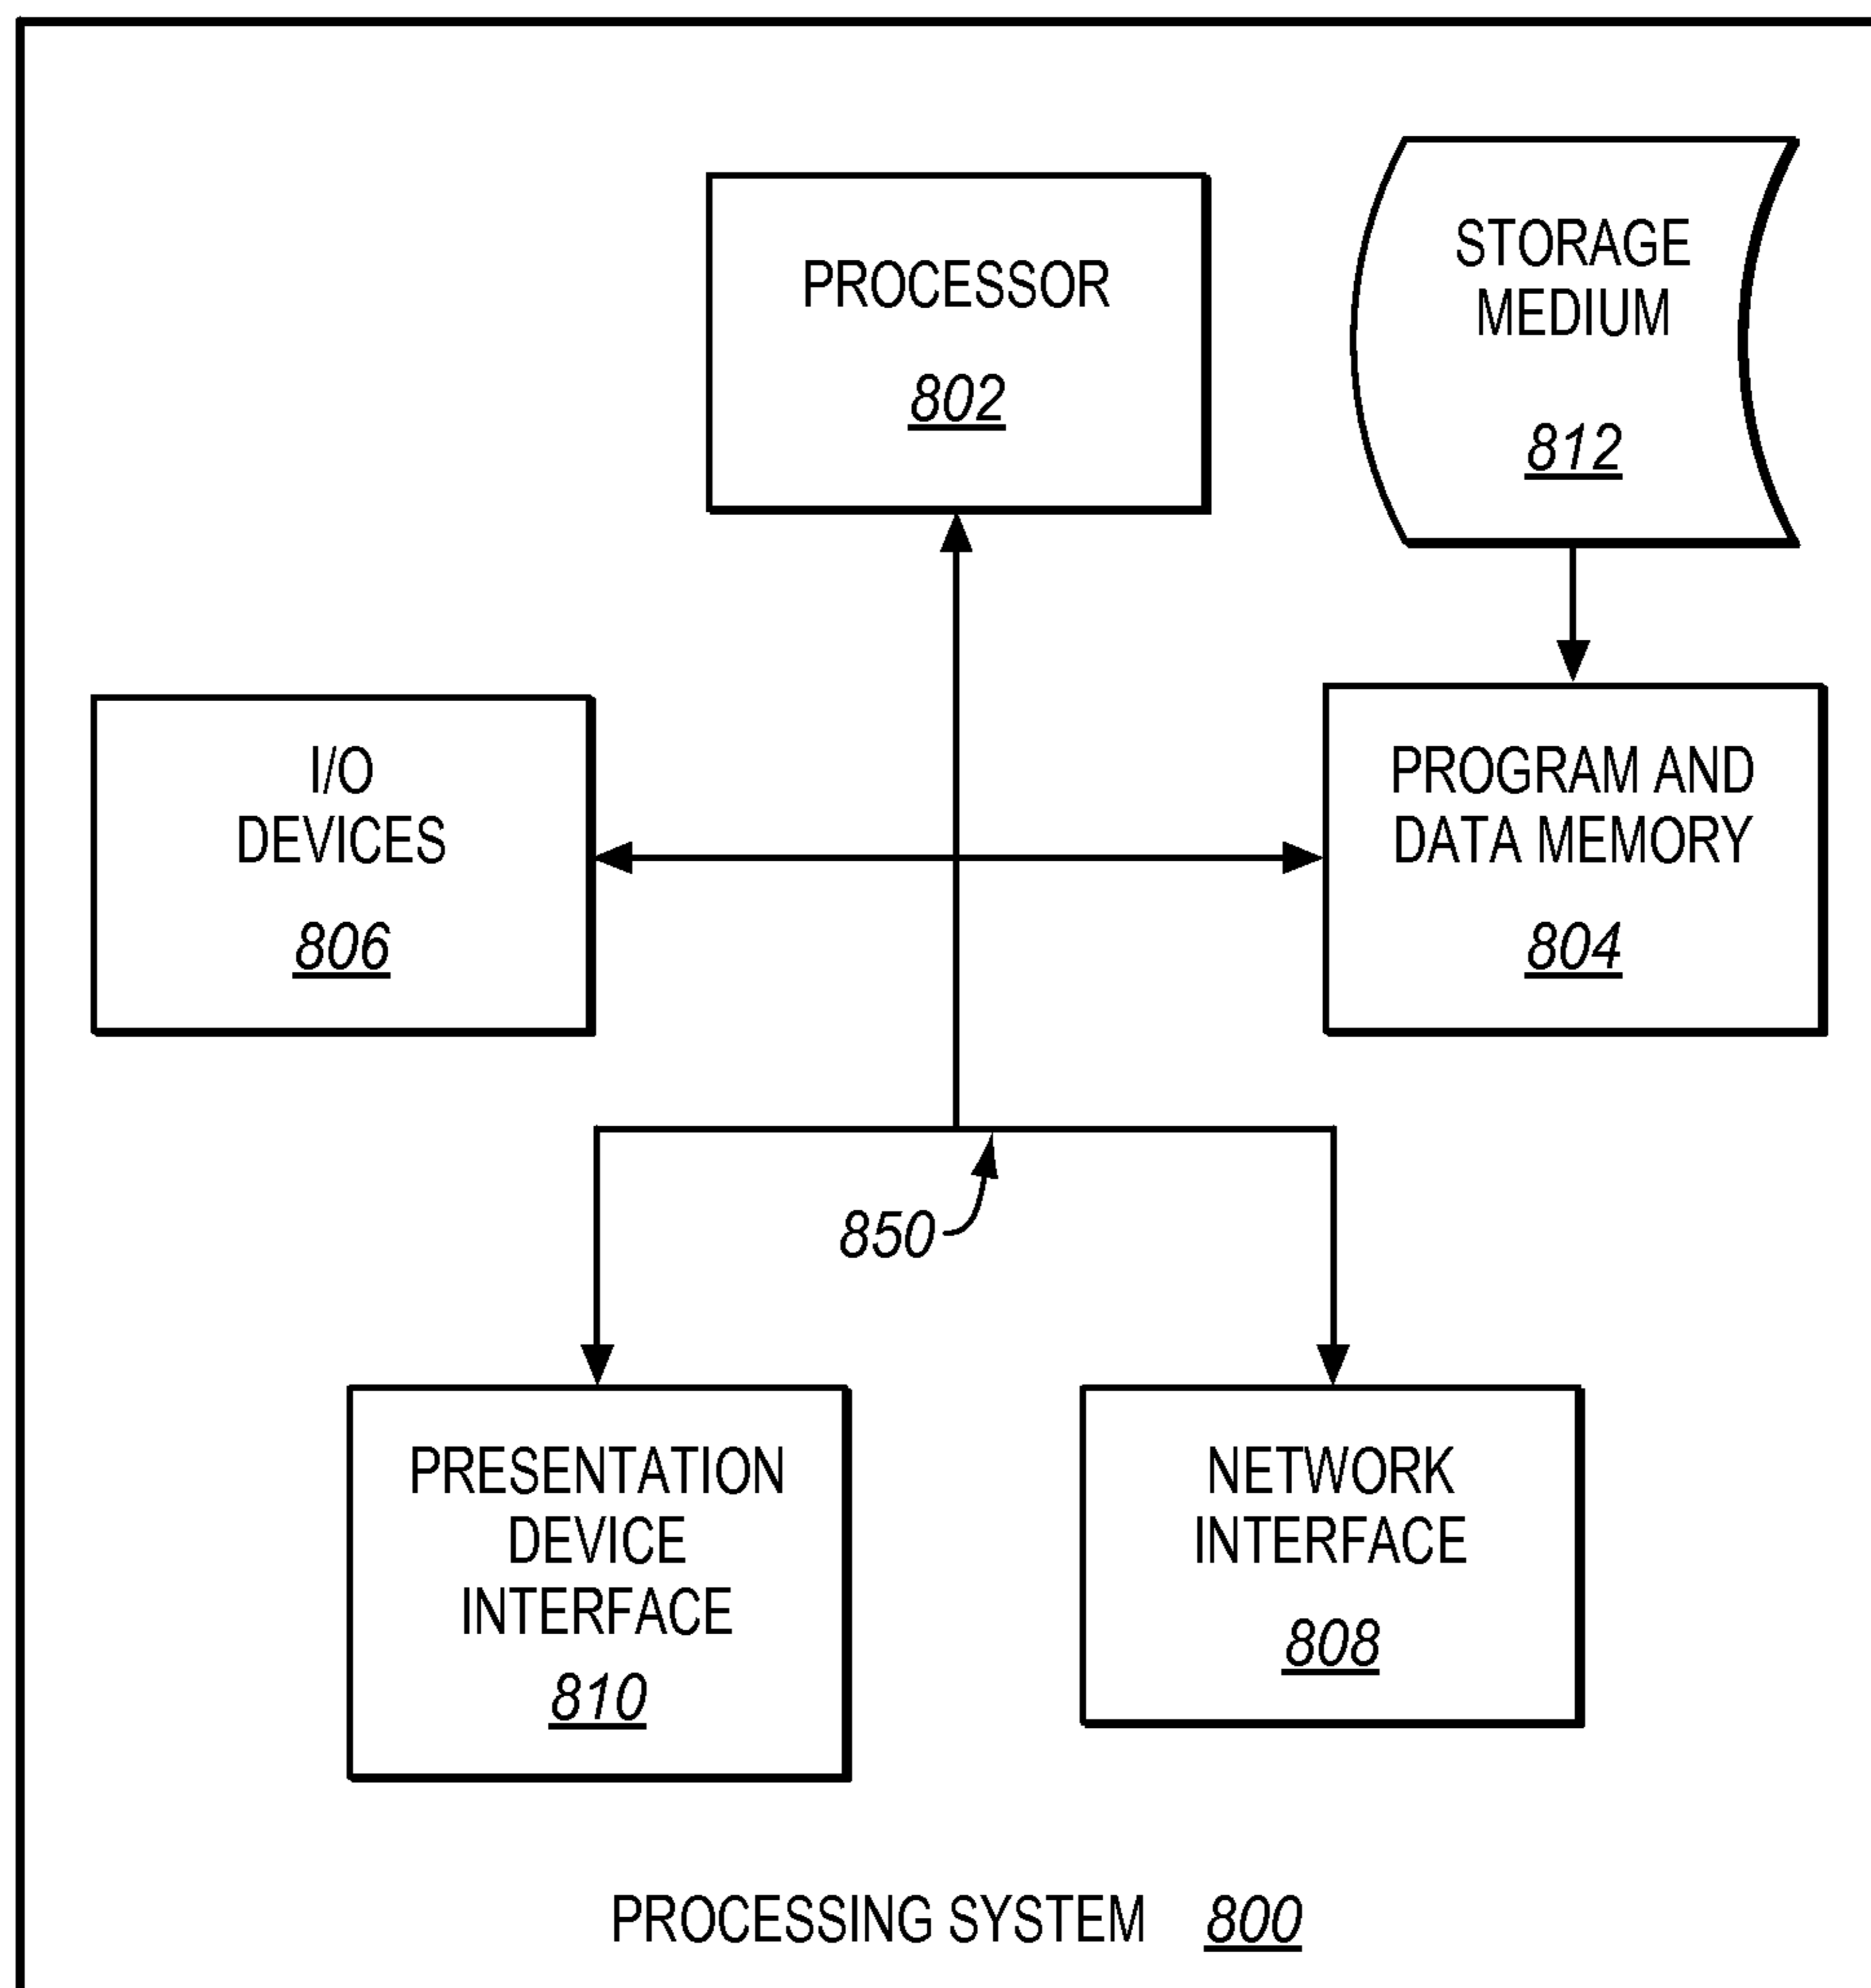 PROCESSOR
802
STORAGE
MEDIUM
812
I/O
DEVICES
806
PROGRAM AND
DATA MEMORY
804
850
PRESENTATION
DEVICE
INTERFACE
810
NETWORK
INTERFACE
808
PROCESSING SYSTEM 800